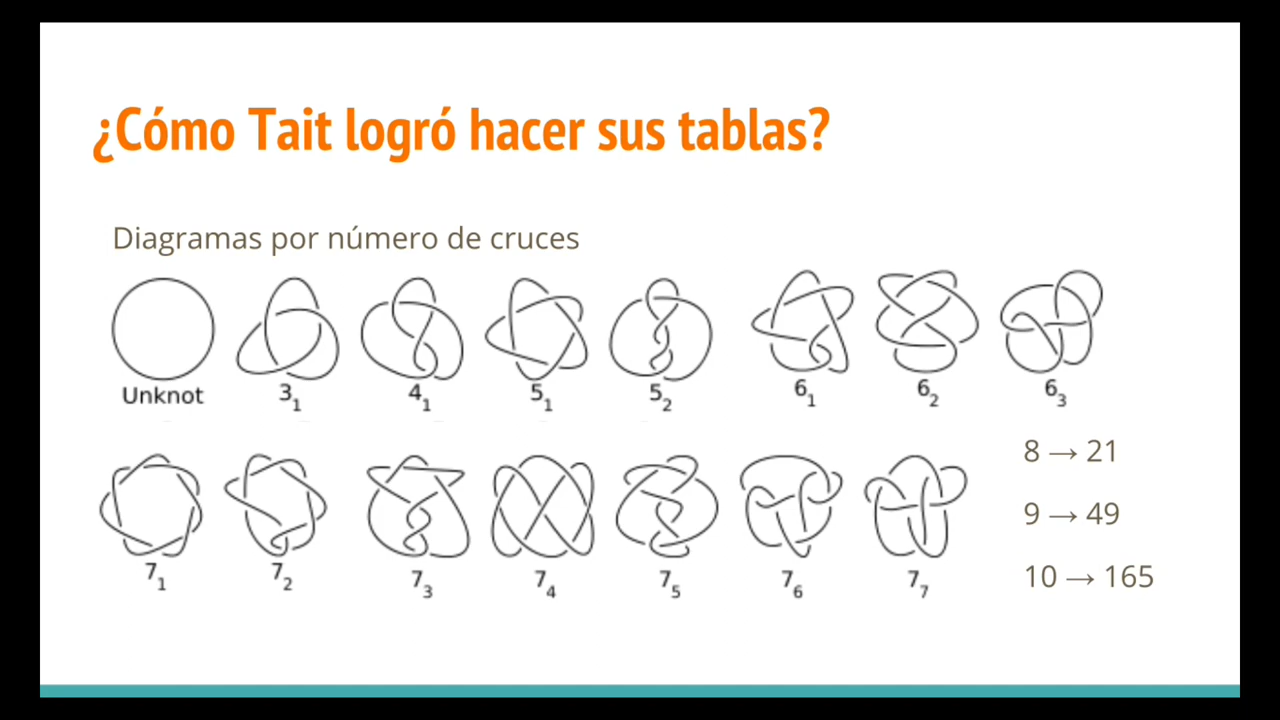 ¿Cómo Tait logró hacer sus tablas?
Diagramas por número de cruces
Unknot 3₁ 4₁ 5₁ 5₂ 6₁ 6₂ 6₃
8 → 21
9 → 49
10 → 165
7₁ 7₂ 7₃ 7₄ 7₅ 7₆ 7₇